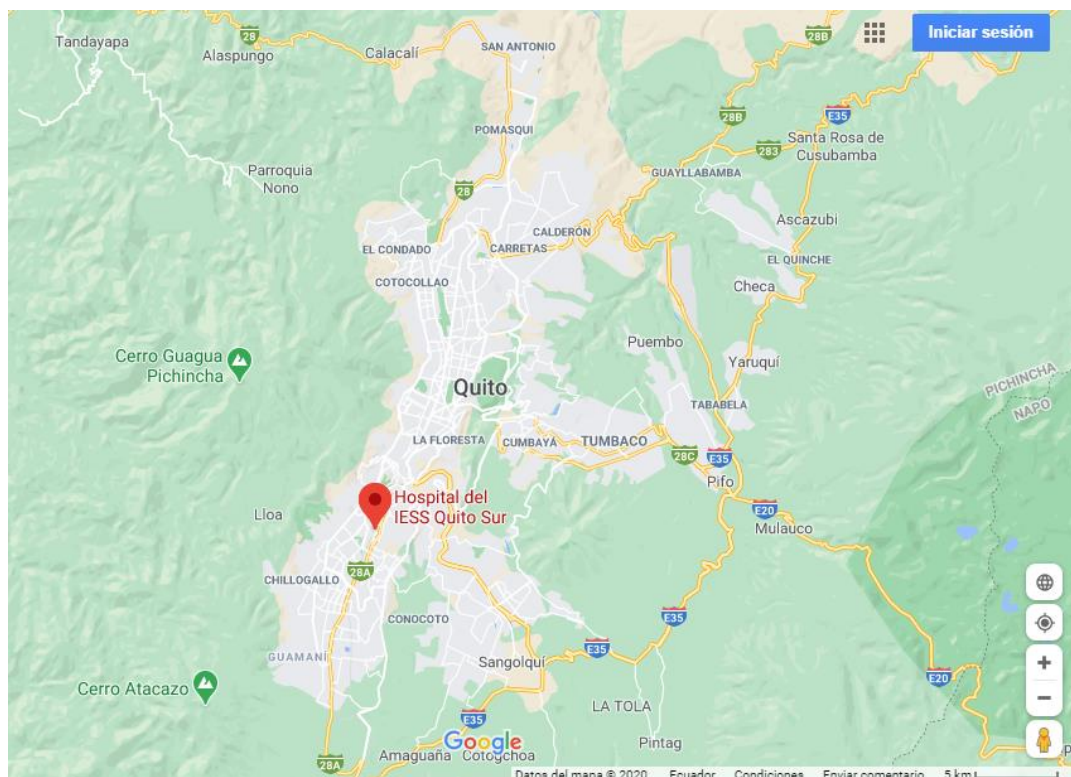 28
28B
Iniciar sesión
Tandayapa
Alaspungo
Calacalí
SAN ANTONIO
E35
28B
POMASQUI
283
Santa Rosa de
Cusubamba
Parroquia
Nono
28
GUAYLLABAMBA
Ascazubi
CALDERÓN
EL CONDADO
CARRETAS
EL QUINCHE
COTOCOLLAO
Checa
Puembo
Cerro Guagua
Pichincha
Yaruquí
Quito
PICHINCHA
NAPO
TABABELA
LA FLORESTA
CUMBAYÁ
TUMBACO
28C
E35
Pifo
Hospital del
IESS Quito Sur
Lloa
E20
Mulauco
28A
CHILLOGALLO
CONOCOTO
E35
E35
GUAMANÍ
Sangolquí
E20
Cerro Atacazo
LA TOLA
E35
Google
Pintag
Amaguaña
Cotogchoa
28A
Datos del mapa © 2020 Ecuador Condiciones Enviar comentario 5 km